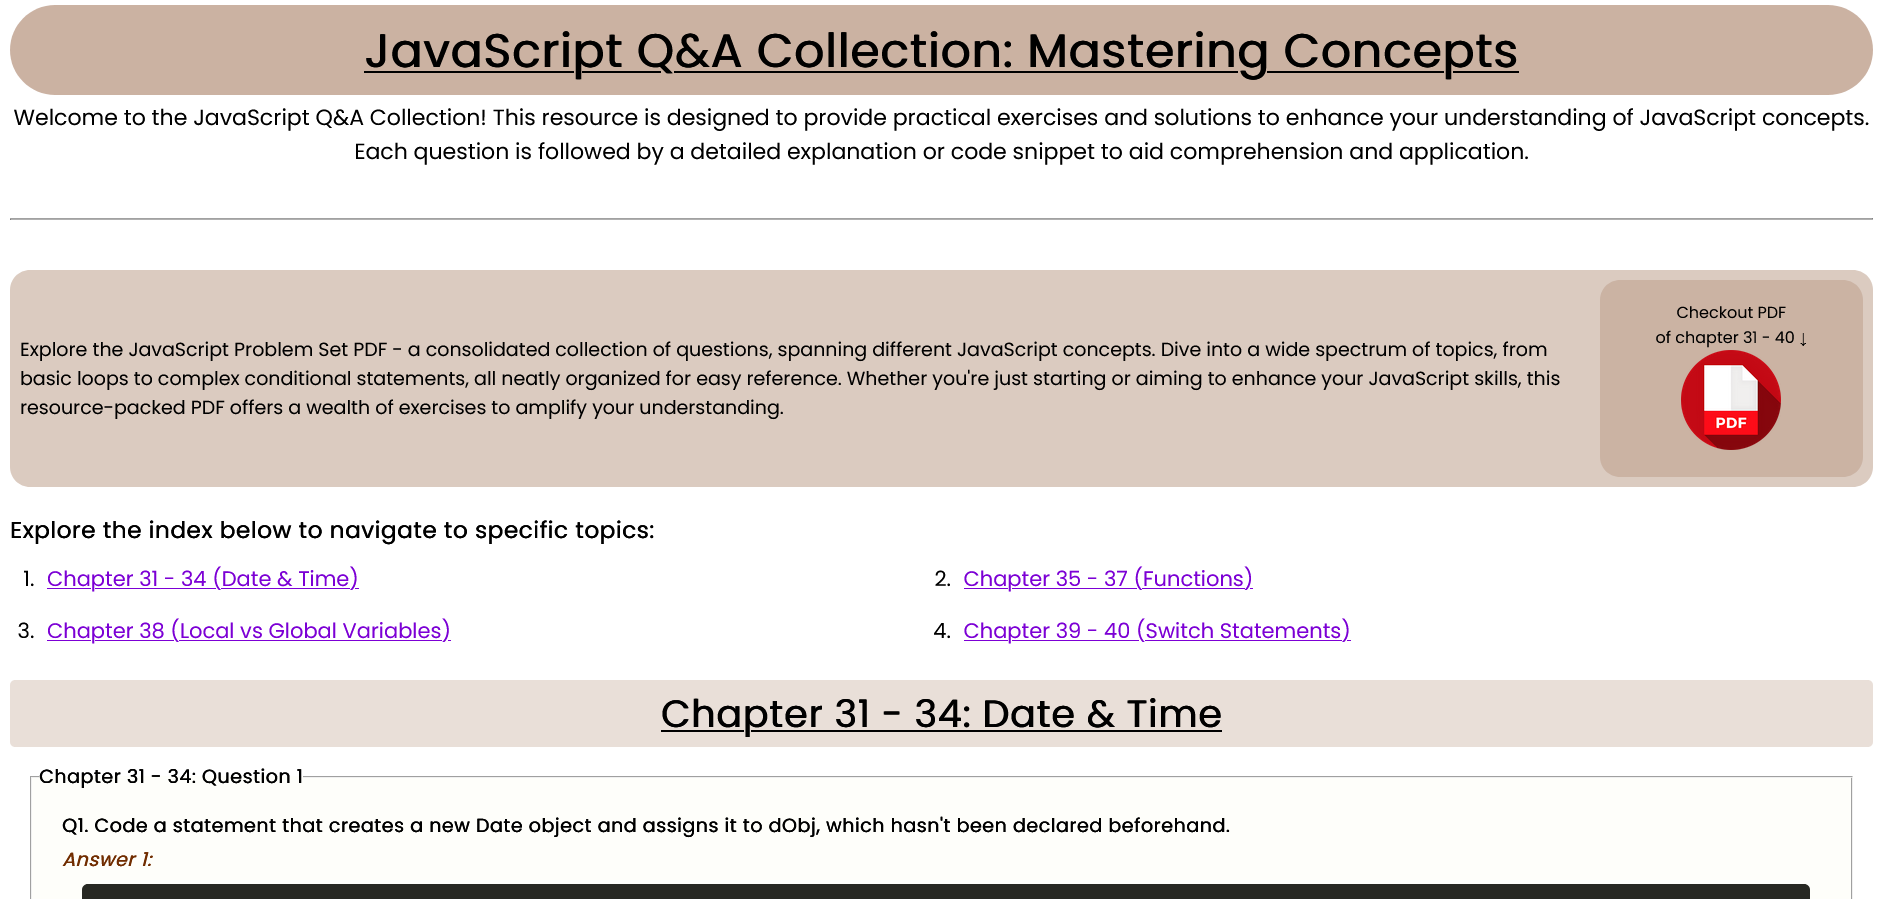 JavaScript Q&A Collection: Mastering Concepts
Welcome to the JavaScript Q&A Collection! This resource is designed to provide practical exercises and solutions to enhance your understanding of JavaScript concepts.
Each question is followed by a detailed explanation or code snippet to aid comprehension and application.
Explore the JavaScript Problem Set PDF - a consolidated collection of questions, spanning different JavaScript concepts. Dive into a wide spectrum of topics, from
basic loops to complex conditional statements, all neatly organized for easy reference. Whether you're just starting or aiming to enhance your JavaScript skills, this
resource-packed PDF offers a wealth of exercises to amplify your understanding.
Checkout PDF
of chapter 31 - 40 ↓
PDF
Explore the index below to navigate to specific topics:
1. Chapter 31 - 34 (Date & Time)
2. Chapter 35 - 37 (Functions)
3. Chapter 38 (Local vs Global Variables)
4. Chapter 39 - 40 (Switch Statements)
Chapter 31 - 34: Date & Time
Chapter 31 - 34: Question 1
Q1. Code a statement that creates a new Date object and assigns it to dObj, which hasn't been declared beforehand.
Answer 1: